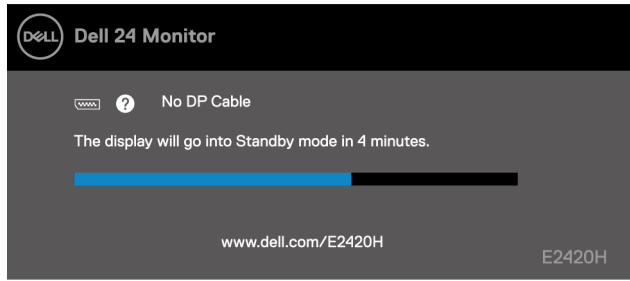 DELL
Dell 24 Monitor
? No DP Cable
The display will go into Standby mode in 4 minutes.
www.dell.com/E2420H
E2420H